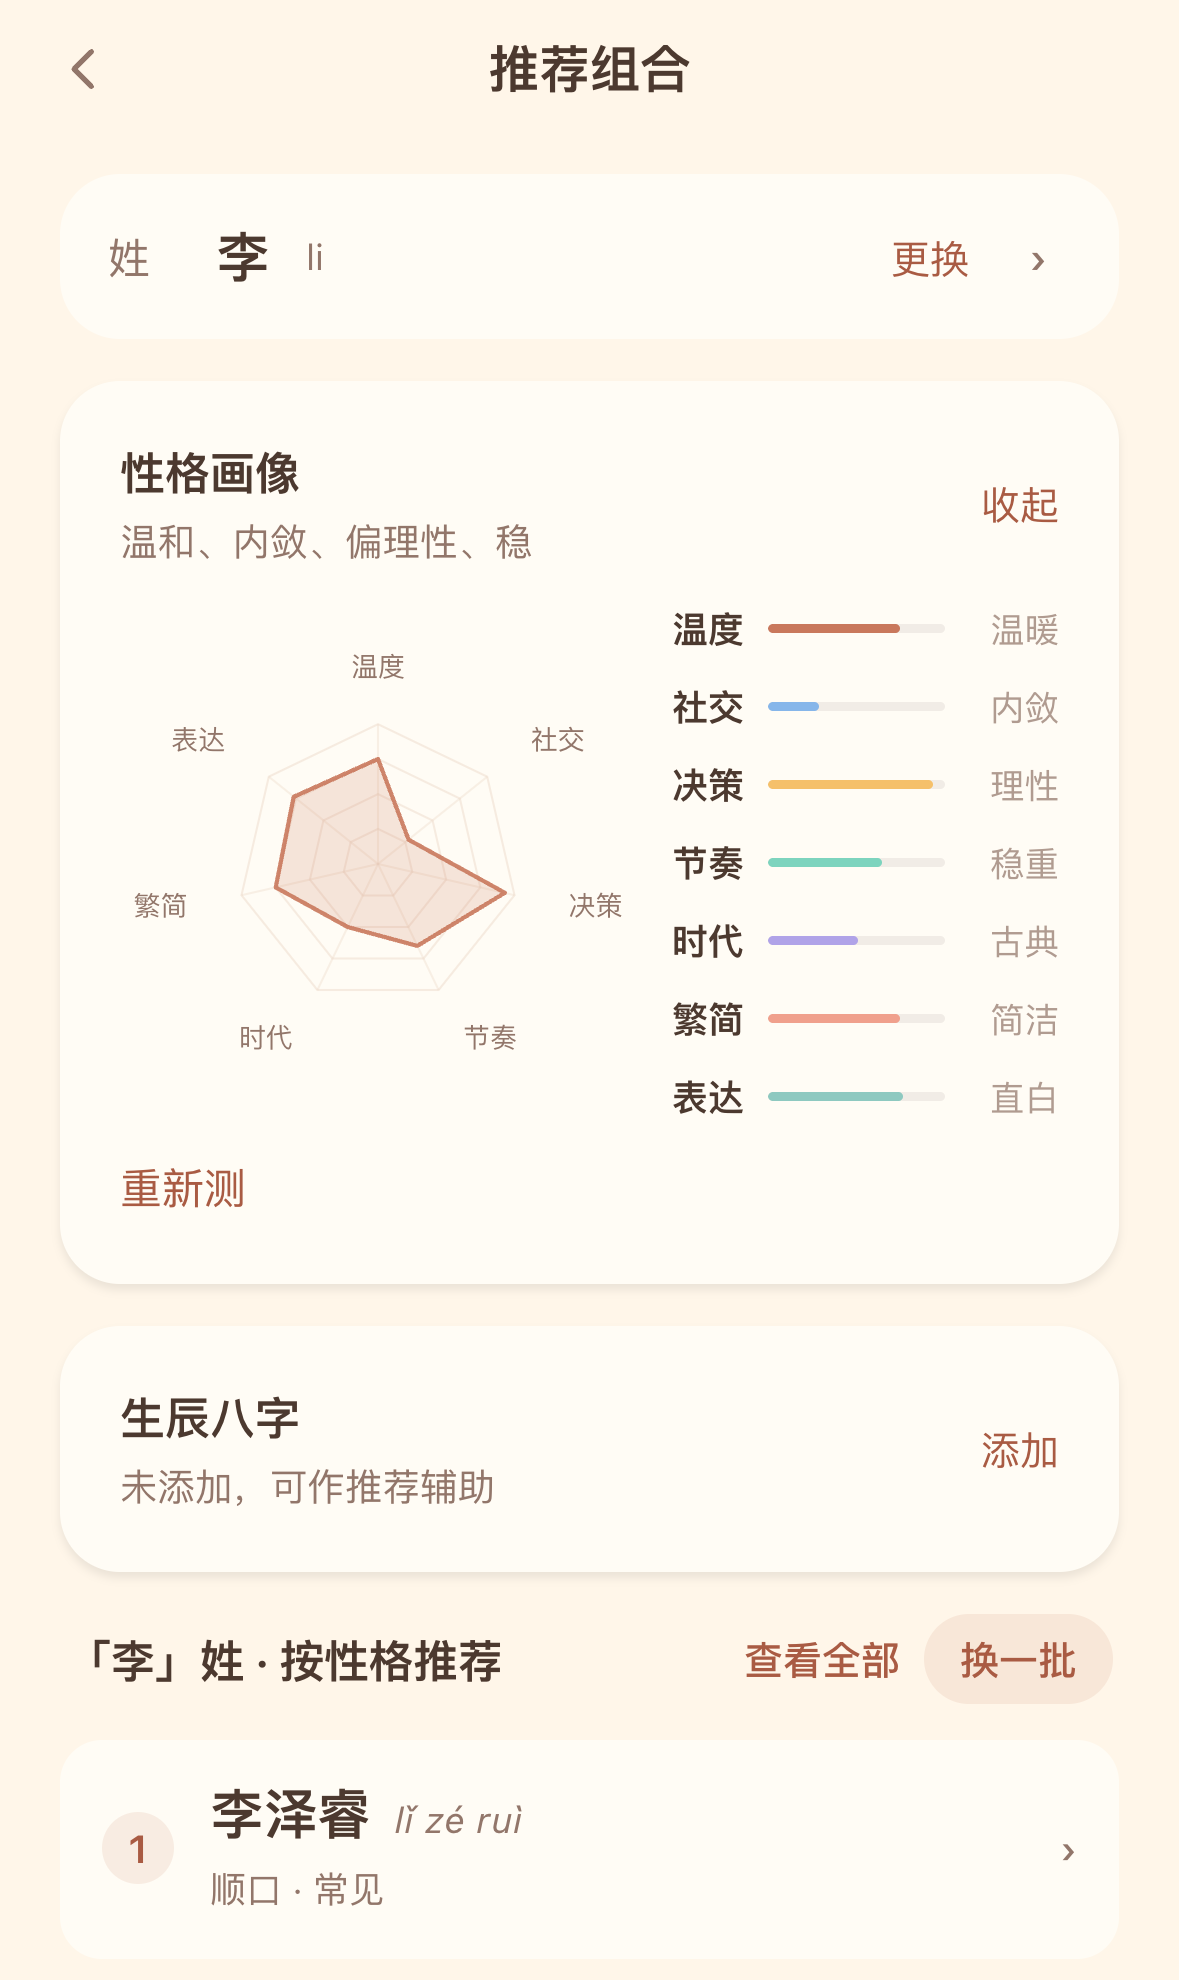 推荐组合
姓 李 li 更换 ›
性格画像
收起
温和、内敛、偏理性、稳
温度
社交
决策
节奏
时代
繁简
表达
温度 温暖
社交 内敛
决策 理性
节奏 稳重
时代 古典
繁简 简洁
表达 直白
重新测
生辰八字
添加
未添加，可作推荐辅助
「李」姓 · 按性格推荐 查看全部 换一批
1 李泽睿 lǐ zé ruì ›
顺口 · 常见